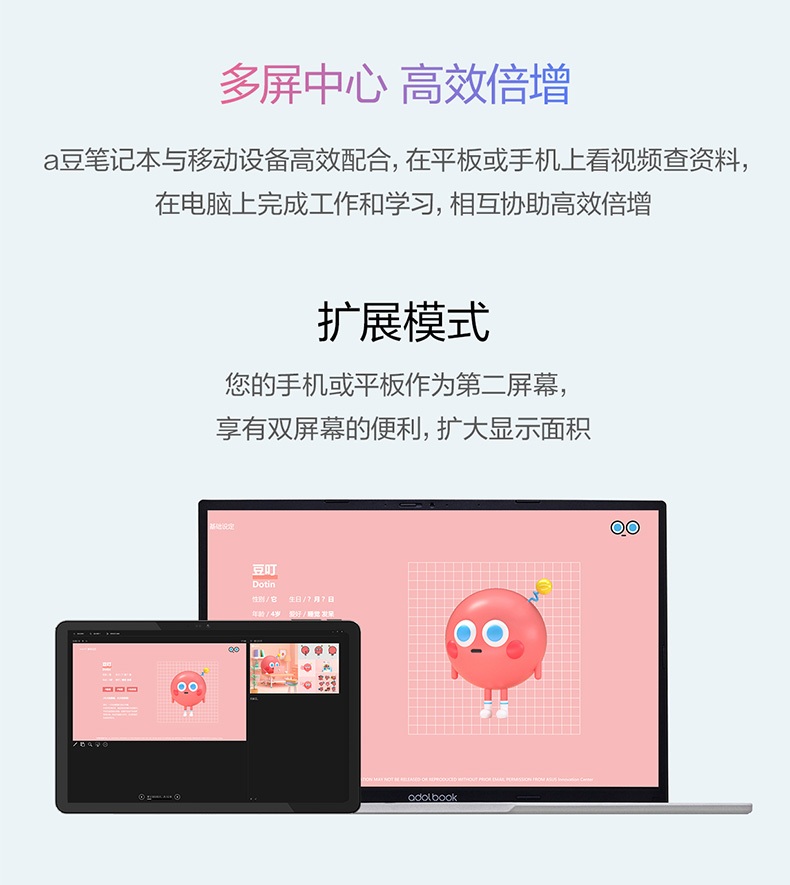 多屏中心 高效倍增
a豆笔记本与移动设备高效配合, 在平板或手机上看视频查资料,
在电脑上完成工作和学习, 相互协助高效倍增
扩展模式
您的手机或平板作为第二屏幕,
享有双屏幕的便利, 扩大显示面积
基础设定
豆叮
Dotin
性别 / 它 生日 / ? 月 ? 日
年龄 / 4岁 爱好 / 睡觉 发呆
MAY NOT BE RELEASED OR REPRODUCED WITHOUT PRIOR WRITTEN PERMISSION FROM ASUS Innovation Center
adolbook
豆叮